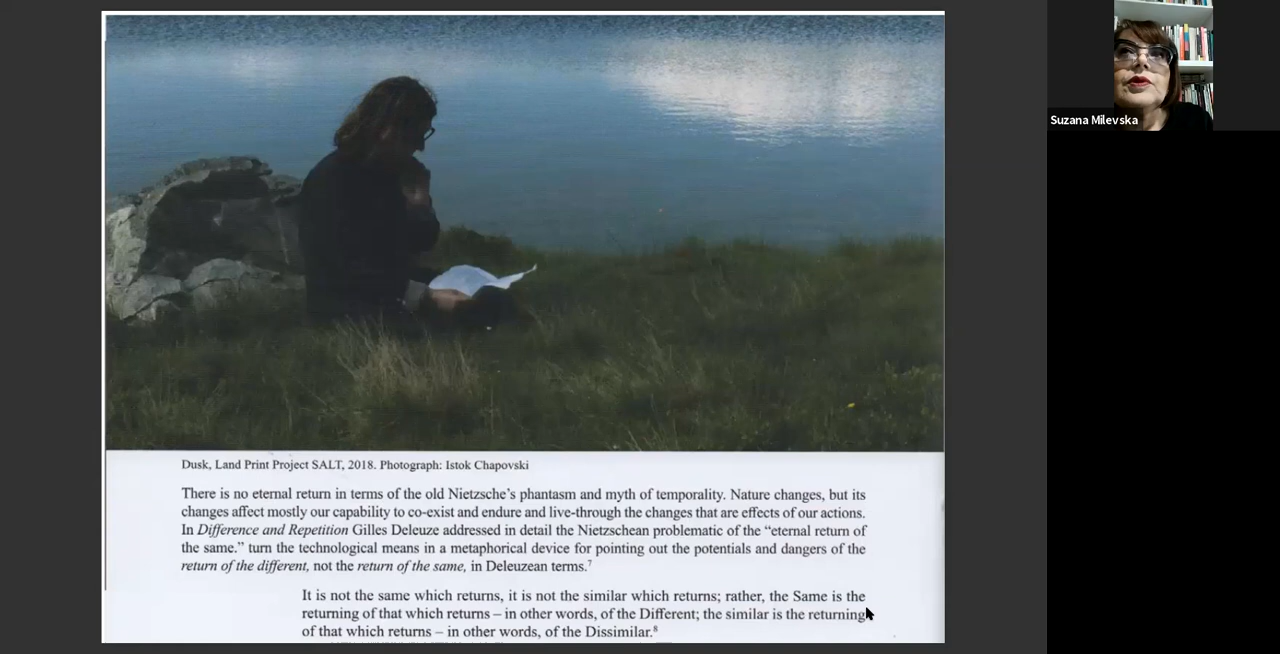 Suzana Milevska
Dusk, Land Print Project SALT, 2018. Photograph: Istok Chapovski
There is no eternal return in terms of the old Nietzsche's phantasm and myth of temporality. Nature changes, but its
changes affect mostly our capability to co-exist and endure and live-through the changes that are effects of our actions.
In Difference and Repetition Gilles Deleuze addressed in detail the Nietzschean problematic of the “eternal return of
the same.” turn the technological means in a metaphorical device for pointing out the potentials and dangers of the
return of the different, not the return of the same, in Deleuzean terms.7
It is not the same which returns, it is not the similar which returns; rather, the Same is the
returning of that which returns – in other words, of the Different; the similar is the returning
of that which returns – in other words, of the Dissimilar.8